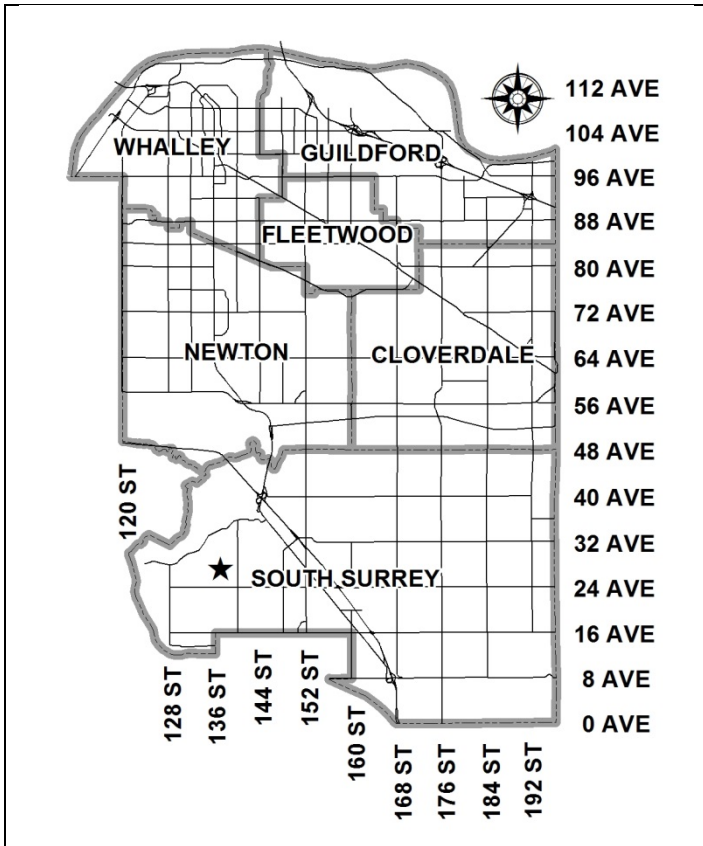 112 AVE
104 AVE
WHALLEY
GUILDFORD
96 AVE
88 AVE
FLEETWOOD
80 AVE
72 AVE
NEWTON
CLOVERDALE
64 AVE
56 AVE
48 AVE
120 ST
40 AVE
32 AVE
SOUTH SURREY
24 AVE
16 AVE
128 ST
136 ST
144 ST
152 ST
8 AVE
160 ST
0 AVE
168 ST
176 ST
184 ST
192 ST